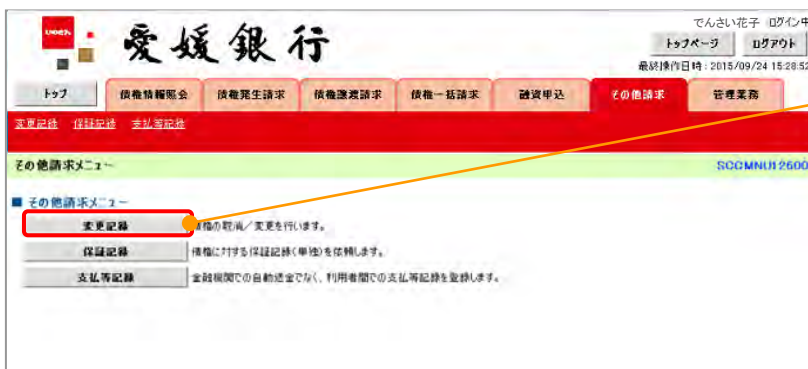 愛媛銀行
でんさい花子 ログイン中
トップページ ログアウト
最終操作日時：2015/09/24 15:28:52
トップ 債権情報照会 債権発生請求 債権譲渡請求 債権一括請求 融資申込 その他請求 管理業務
変更記録 保証記録 支払等記録
その他請求メニュー SCCMNU12600
■ その他請求メニュー
変更記録 債権の取消／変更を行います。
保証記録 債権に対する保証記録（単独）を依頼します。
支払等記録 金融機関での自動送金でなく、利用者間での支払等記録を登録します。